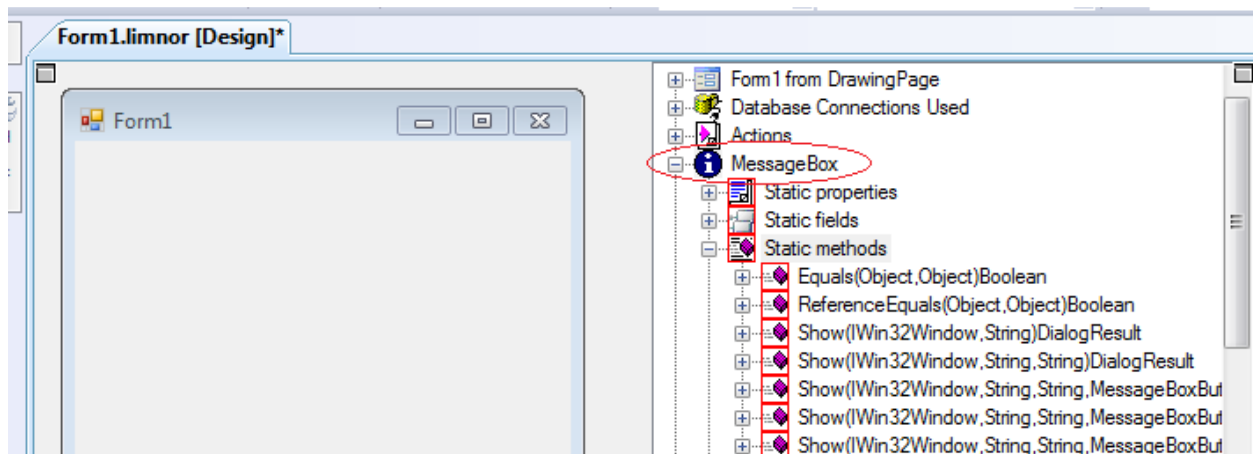 Form1.limnor [Design]*
Form1
Form1 from DrawingPage
Database Connections Used
Actions
MessageBox
Static properties
Static fields
Static methods
Equals(Object,Object)Boolean
ReferenceEquals(Object,Object)Boolean
Show(IWin32Window,String)DialogResult
Show(IWin32Window,String,String)DialogResult
Show(IWin32Window,String,String,MessageBoxBut
Show(IWin32Window,String,String,MessageBoxBut
Show(IWin32Window,String,String,MessageBoxBut